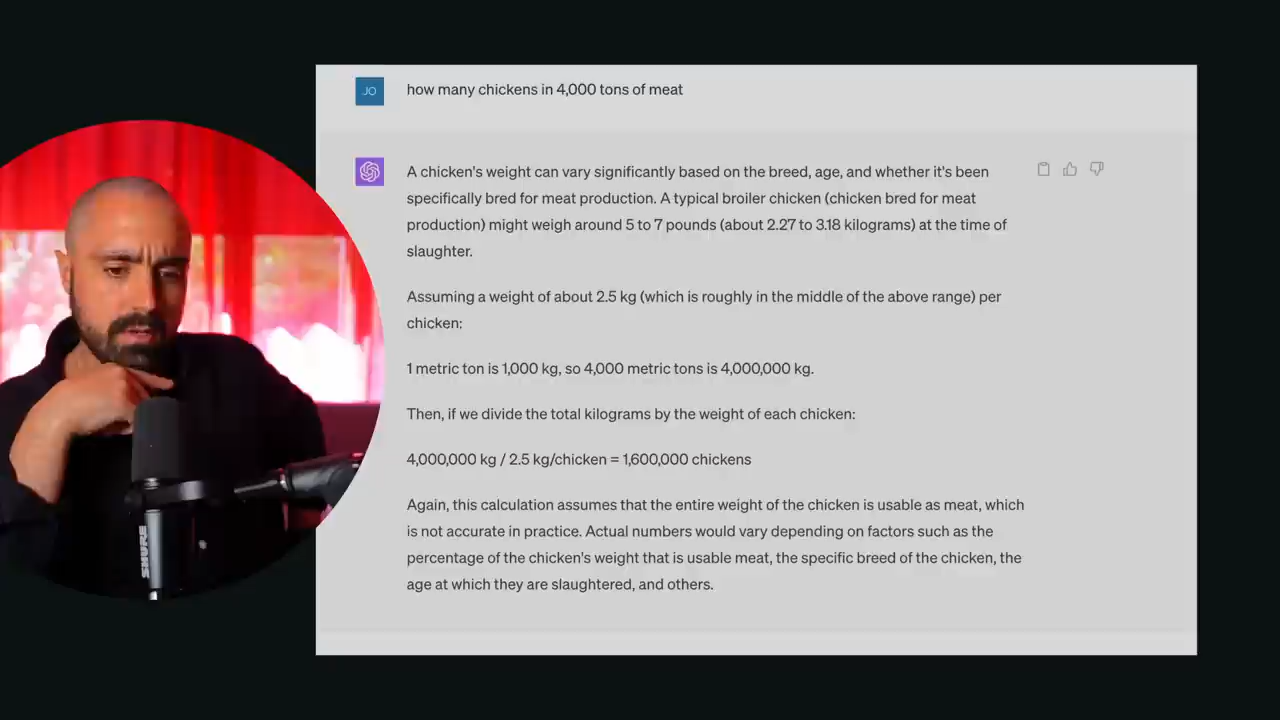 JO
how many chickens in 4,000 tons of meat
A chicken's weight can vary significantly based on the breed, age, and whether it's been
specifically bred for meat production. A typical broiler chicken (chicken bred for meat
production) might weigh around 5 to 7 pounds (about 2.27 to 3.18 kilograms) at the time of
slaughter.
Assuming a weight of about 2.5 kg (which is roughly in the middle of the above range) per
chicken:
1 metric ton is 1,000 kg, so 4,000 metric tons is 4,000,000 kg.
Then, if we divide the total kilograms by the weight of each chicken:
4,000,000 kg / 2.5 kg/chicken = 1,600,000 chickens
Again, this calculation assumes that the entire weight of the chicken is usable as meat, which
is not accurate in practice. Actual numbers would vary depending on factors such as the
percentage of the chicken's weight that is usable meat, the specific breed of the chicken, the
age at which they are slaughtered, and others.
SHURE